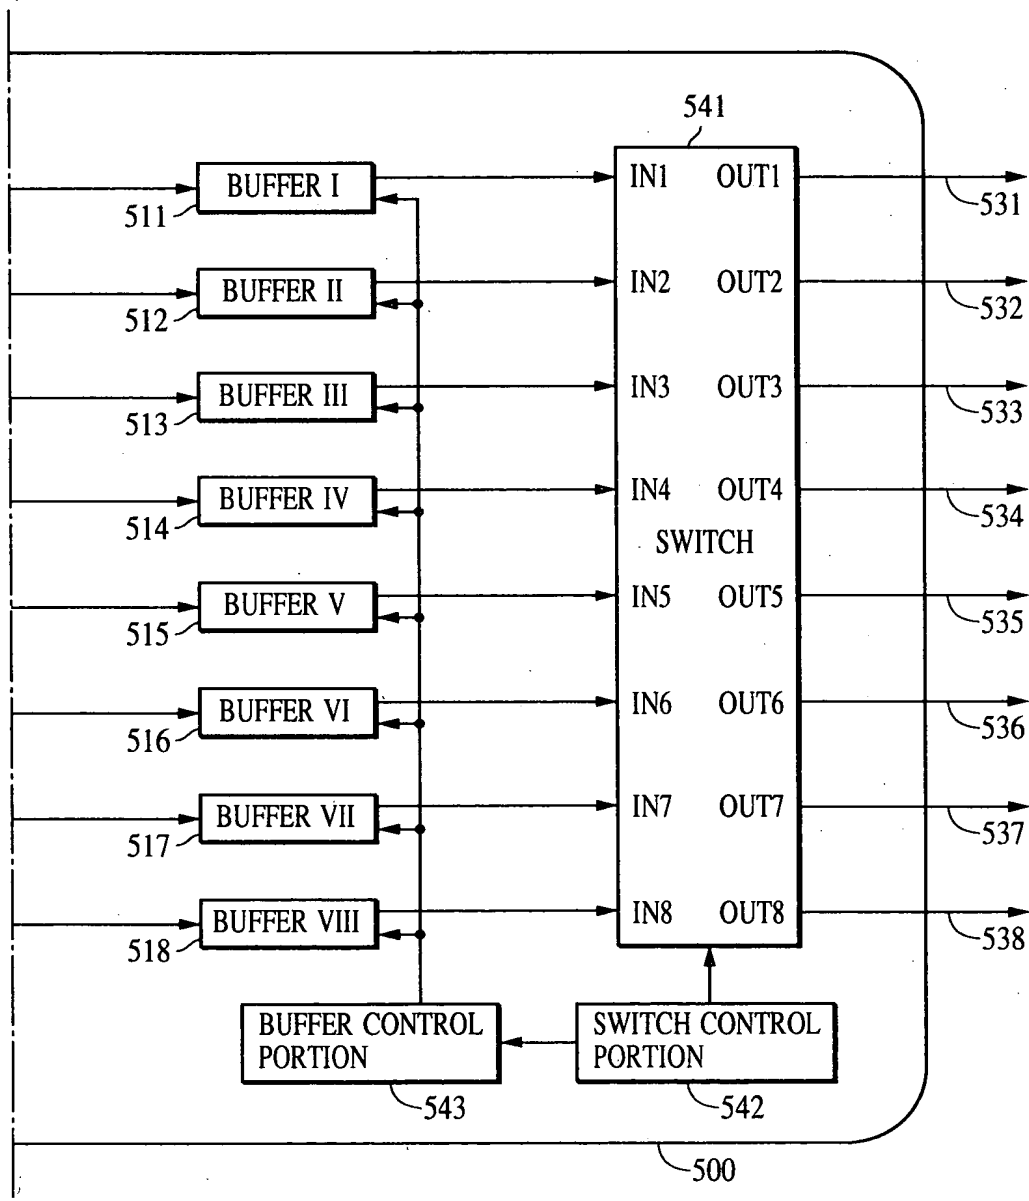 541
BUFFER I IN1 OUT1
511 531
BUFFER II IN2 OUT2
512 532
BUFFER III IN3 OUT3
513 533
BUFFER IV IN4 OUT4
514 534
SWITCH
BUFFER V IN5 OUT5
515 535
BUFFER VI IN6 OUT6
516 536
BUFFER VII IN7 OUT7
517 537
BUFFER VIII IN8 OUT8
518 538
BUFFER CONTROL
PORTION
SWITCH CONTROL
PORTION
543 542
500